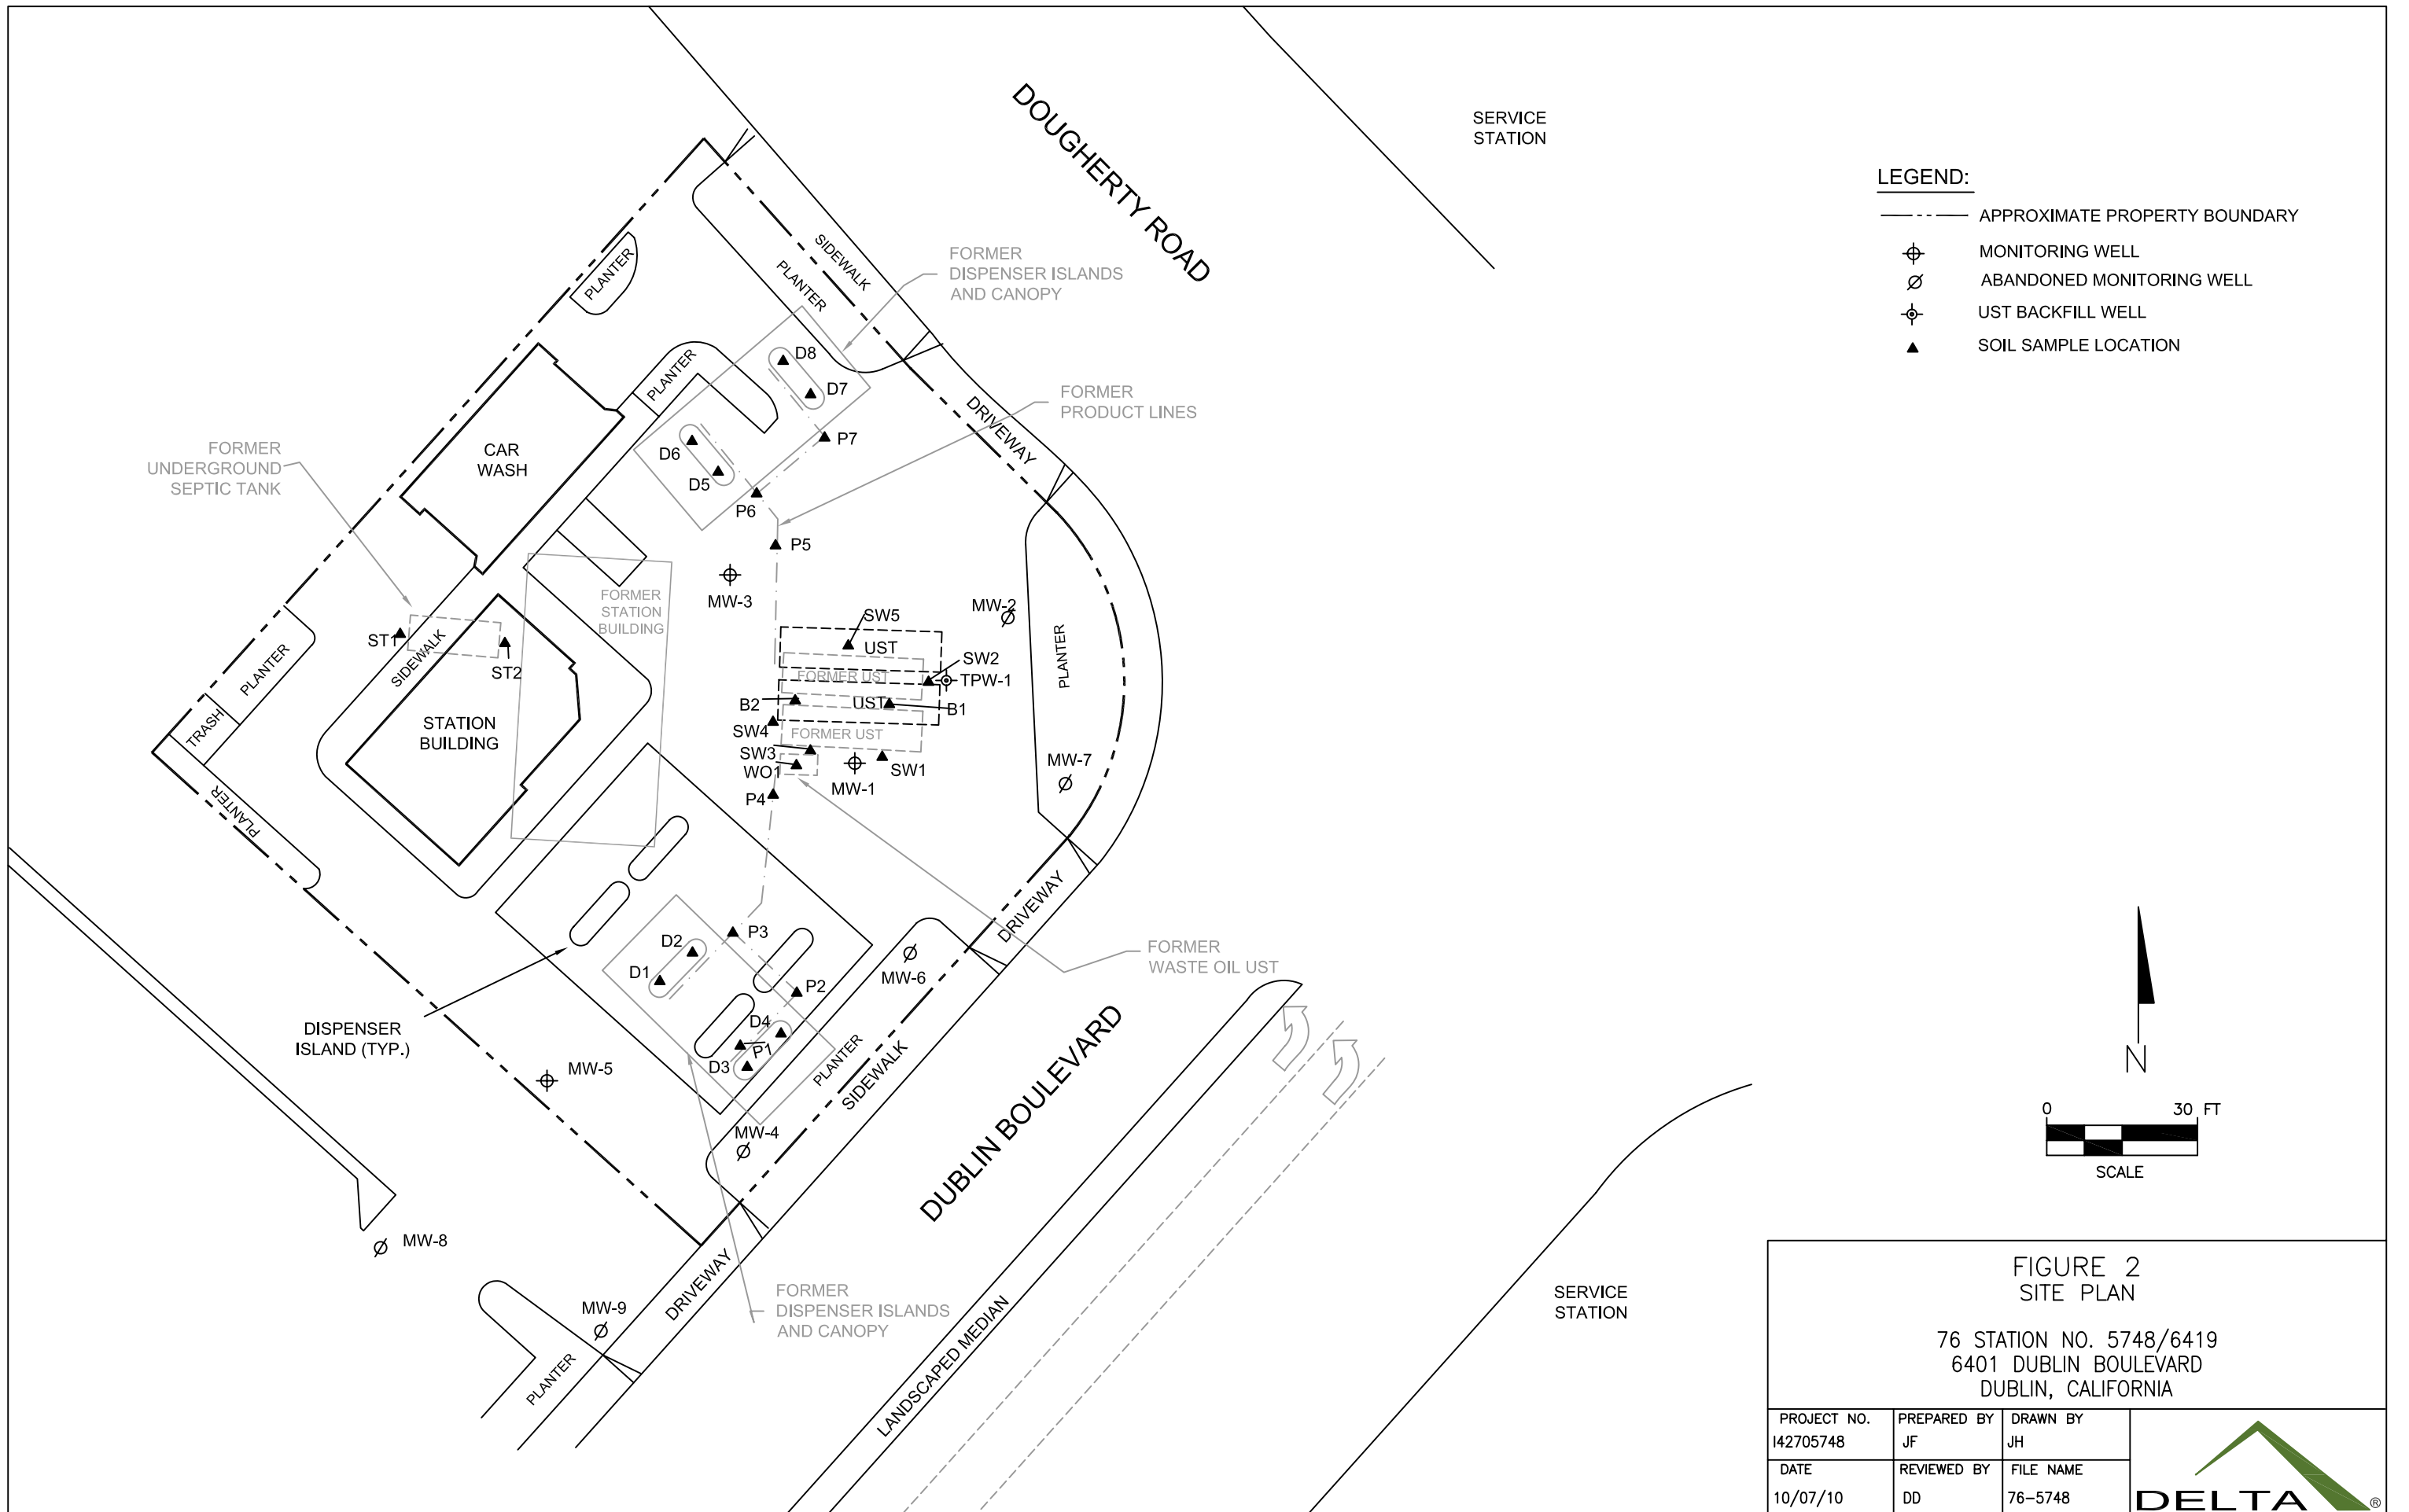 DOUGHERTY ROAD
SERVICE
STATION
LEGEND:
APPROXIMATE PROPERTY BOUNDARY
MONITORING WELL
ABANDONED MONITORING WELL
UST BACKFILL WELL
SOIL SAMPLE LOCATION
SIDEWALK
PLANTER
PLANTER
FORMER
DISPENSER ISLANDS
AND CANOPY
D8
D7
PLANTER
FORMER
PRODUCT LINES
DRIVEWAY
P7
D6
D5
P6
P5
CAR
WASH
FORMER
UNDERGROUND
SEPTIC TANK
MW-3
FORMER
STATION
BUILDING
MW-2
SW5
UST
SW2
TPW-1
FORMER UST
PLANTER
ST1
ST2
SIDEWALK
PLANTER
TRASH
STATION
BUILDING
B2
UST
B1
SW4
FORMER UST
SW3
WO1
SW1
MW-1
MW-7
P4
PLANTER
DRIVEWAY
P3
D2
D1
P2
D4
P1
D3
MW-6
FORMER
WASTE OIL UST
PLANTER
SIDEWALK
DISPENSER
ISLAND (TYP.)
MW-5
MW-4
DUBLIN BOULEVARD
N
0 30 FT
SCALE
MW-8
MW-9
DRIVEWAY
PLANTER
FORMER
DISPENSER ISLANDS
AND CANOPY
LANDSCAPED MEDIAN
SERVICE
STATION
FIGURE 2
SITE PLAN
76 STATION NO. 5748/6419
6401 DUBLIN BOULEVARD
DUBLIN, CALIFORNIA
PROJECT NO.
I42705748
PREPARED BY
JF
DRAWN BY
JH
DATE
10/07/10
REVIEWED BY
DD
FILE NAME
76-5748
DELTA ®